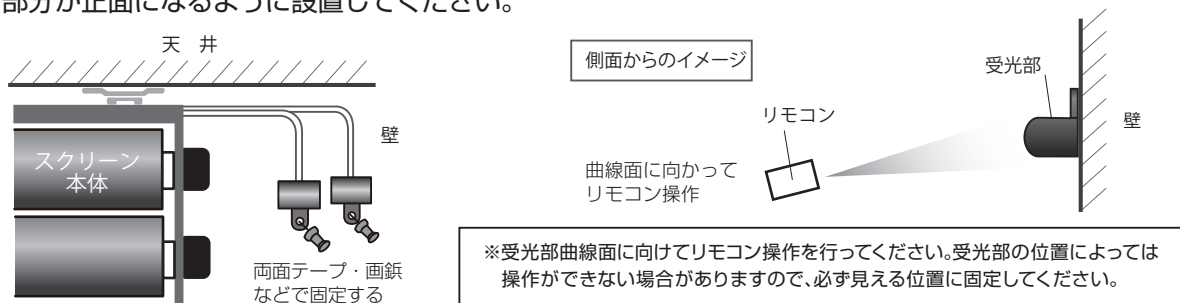 部分が正面になるように設置してください。
天 井
壁
スクリーン
本体
両面テープ・画鋲
などで固定する
側面からのイメージ
受光部
リモコン
壁
曲線面に向かって
リモコン操作
※受光部曲線面に向けてリモコン操作を行ってください。受光部の位置によっては
操作ができない場合がありますので、必ず見える位置に固定してください。